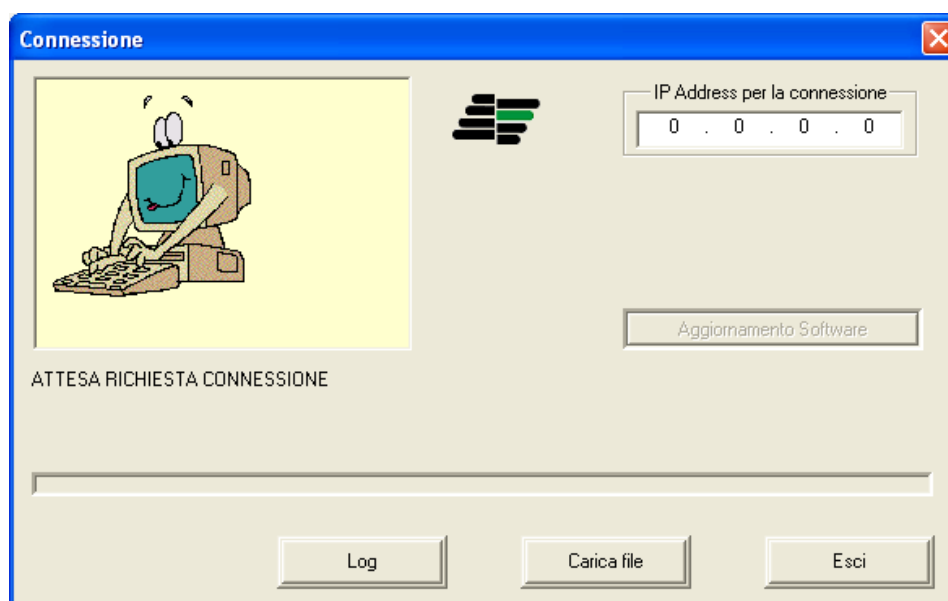 Connessione
IP Address per la connessione
0 . 0 . 0 . 0
Aggiornamento Software
ATTESA RICHIESTA CONNESSIONE
Log
Carica file
Esci